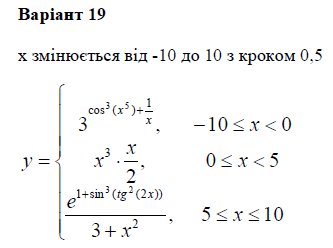 Варіант 19
x змінюється від -10 до 10 з кроком 0,5
y = { 3^(cos³(x⁵)+1/x), −10 ≤ x < 0
x³ · x/2, 0 ≤ x < 5
e^(1+sin³(tg²(2x))) / (3 + x²), 5 ≤ x ≤ 10